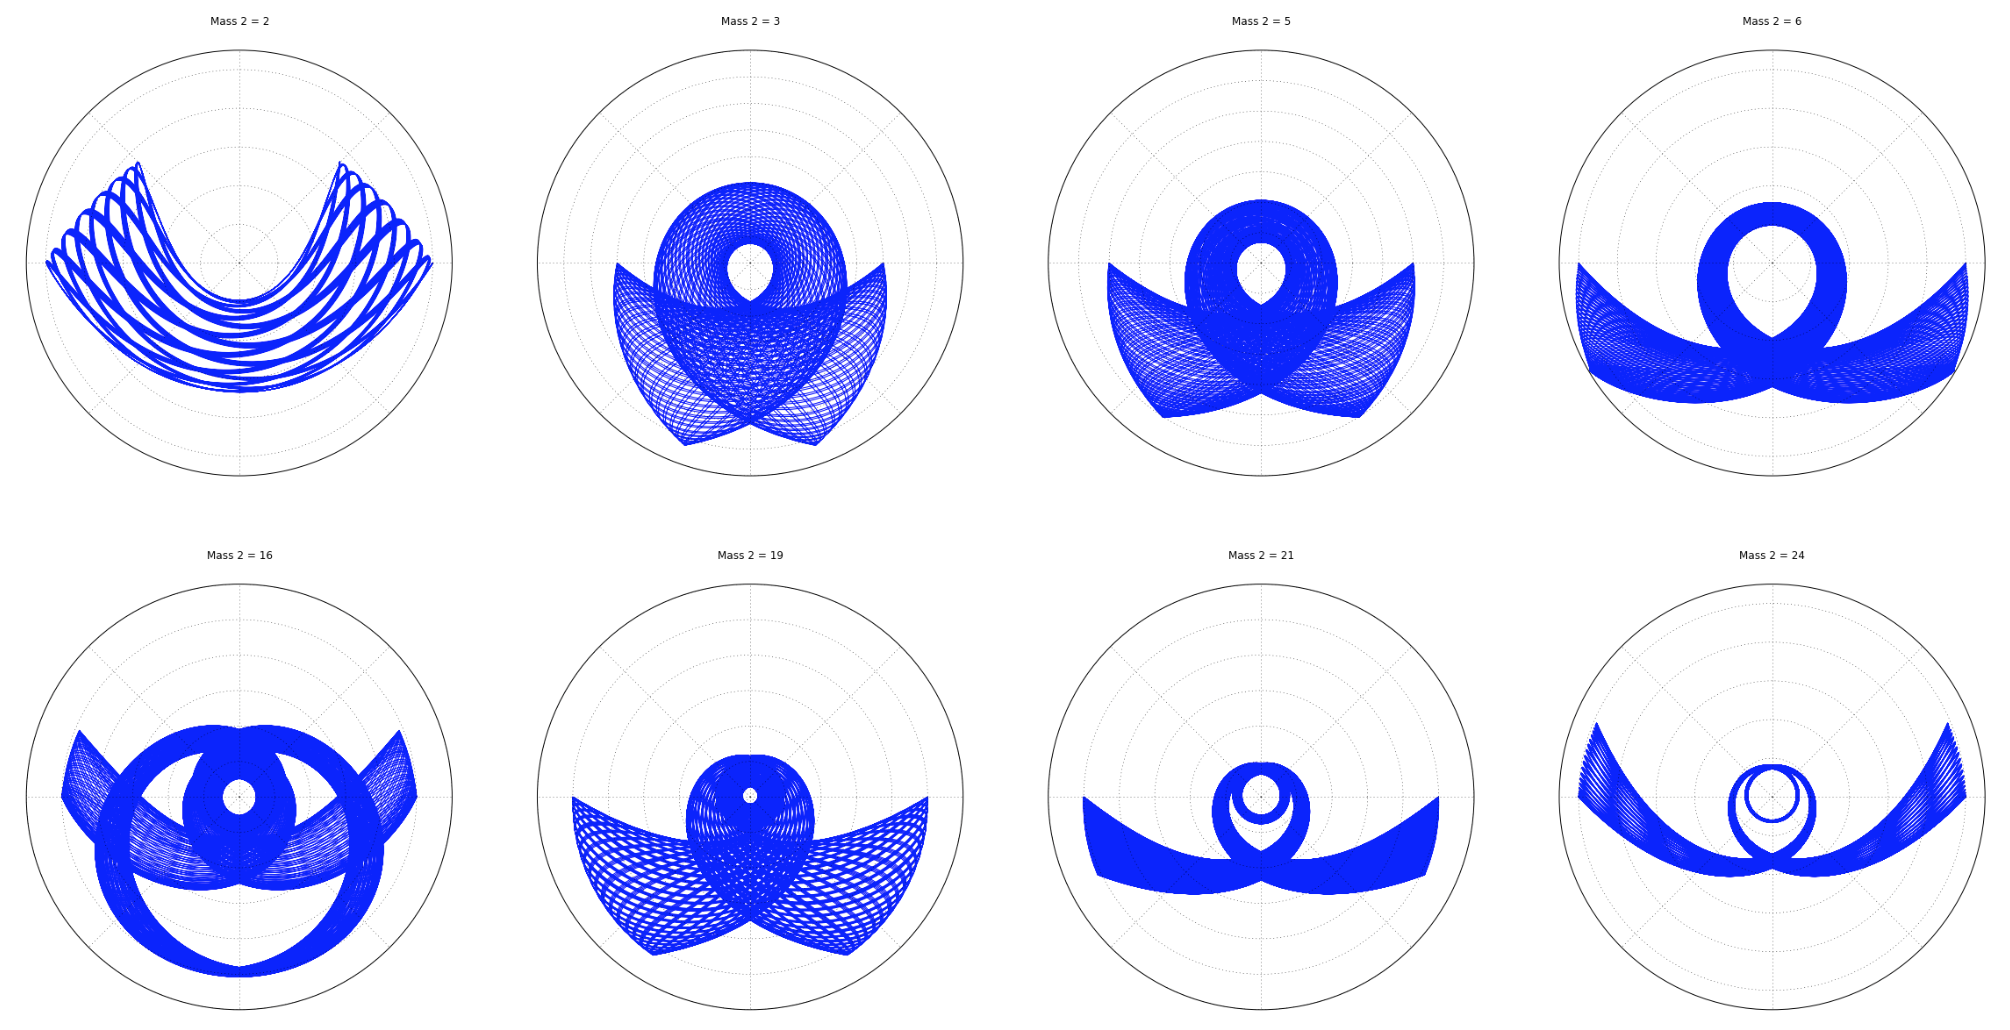 Mass 2 = 2
Mass 2 = 3
Mass 2 = 5
Mass 2 = 6
Mass 2 = 16
Mass 2 = 19
Mass 2 = 21
Mass 2 = 24